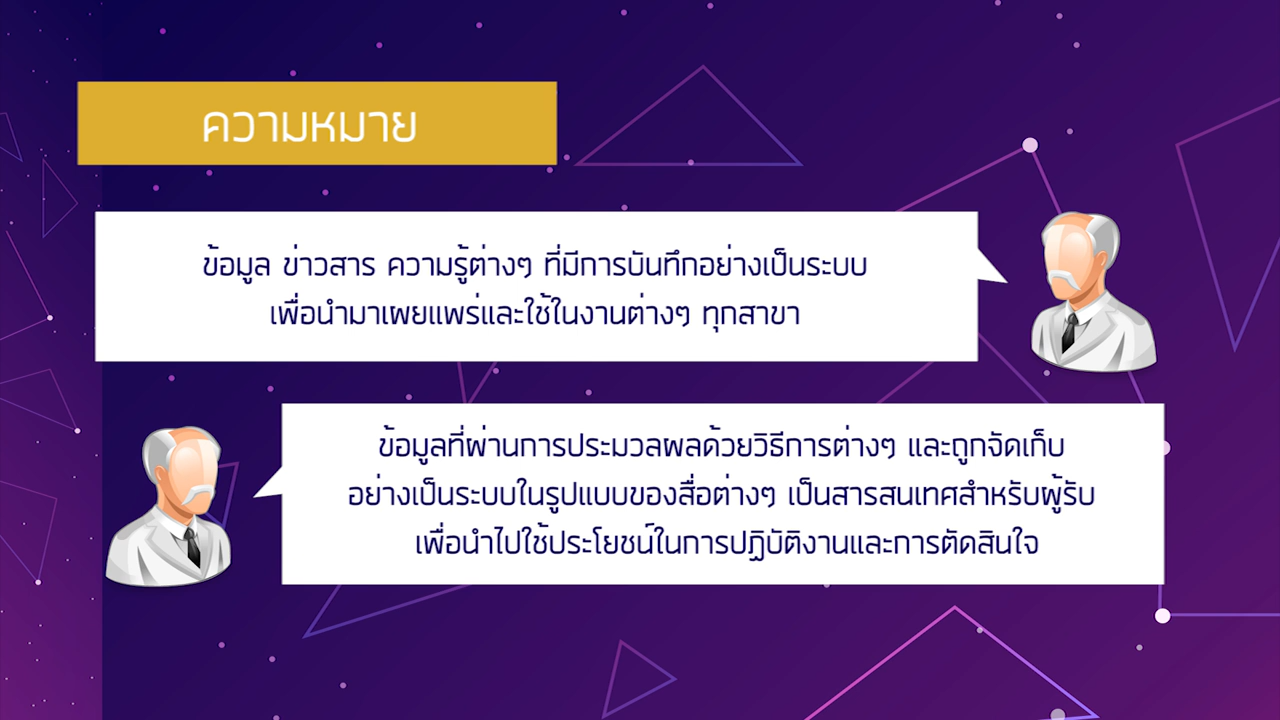 ความหมาย
ข้อมูล ข่าวสาร ความรู้ต่างๆ ที่มีการบันทึกอย่างเป็นระบบ
เพื่อนำมาเผยแพร่และใช้ในงานต่างๆ ทุกสาขา
ข้อมูลที่ผ่านการประมวลผลด้วยวิธีการต่างๆ และถูกจัดเก็บ
อย่างเป็นระบบในรูปแบบของสื่อต่างๆ เป็นสารสนเทศสำหรับผู้รับ
เพื่อนำไปใช้ประโยชน์ในการปฏิบัติงานและการตัดสินใจ